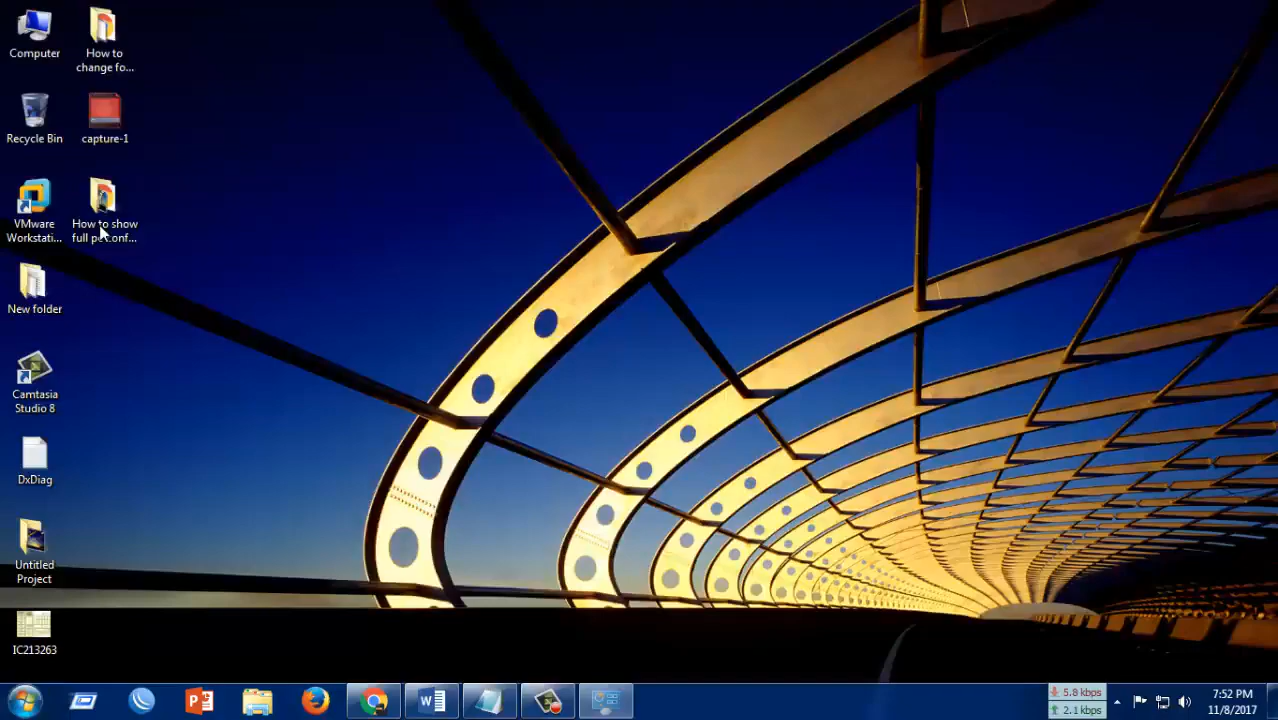 Computer
How to
change fo...
Recycle Bin
capture-1
VMware
Workstati...
How to show
full
New folder
Camtasia
Studio 8
DxDiag
Untitled
Project
IC213263
5.8 kbps
2.1 kbps
7:52 PM
11/8/2017